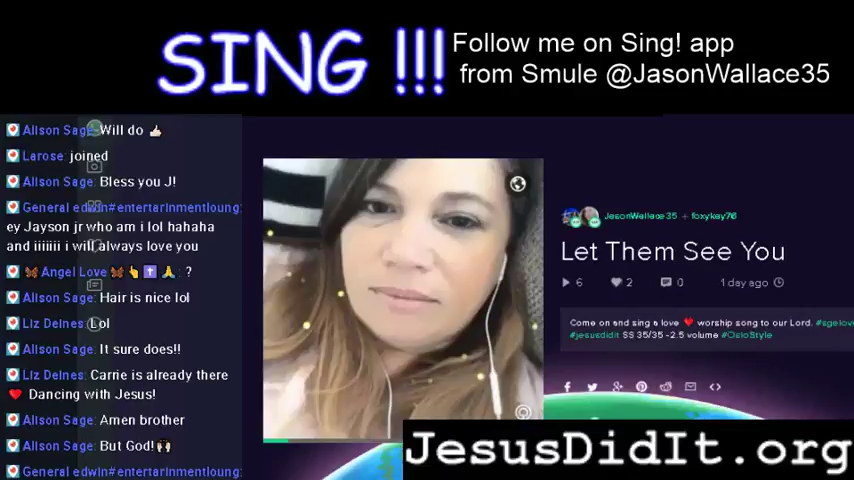 SING !!!
Follow me on Sing! app
from Smule @JasonWallace35
Alison Sage: Will do
Larose: joined
Alison Sage: Bless you J!
General edwin#entertarinmentloung:
ey Jayson jr who am i lol hahaha
and iiiiiii i will always love you
Angel Love : ?
Alison Sage: Hair is nice lol
Liz Delnes: Lol
Alison Sage: It sure does!!
Liz Delnes: Carrie is already there
Dancing with Jesus!
Alison Sage: Amen brother
Alison Sage: But God!
General edwin#entertarinmentloung:
JasonWallace35 + foxykay76
Let Them See You
6 2 0 1 day ago
Come on and sing a love worship song to our Lord. #sgelove
#jesusdidit SS 35/35 -2.5 volume #OsloStyle
JesusDidIt.org